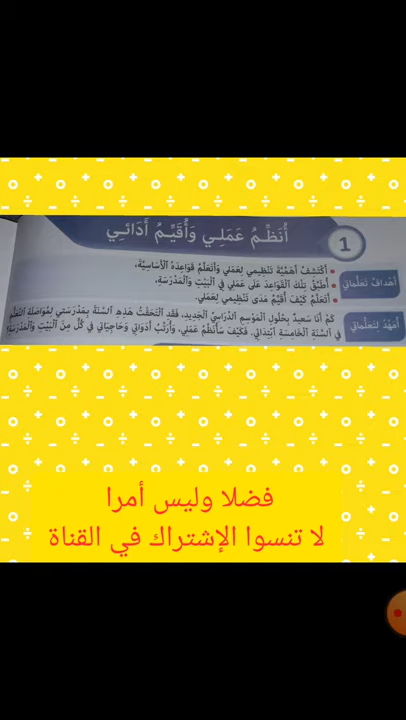 1
أُنَظِّمُ عَمَلِي وَأُقَيِّمُ أَدَائِي
أَهْدَافُ تَعَلُّمَاتِي
أَكْتَشِفُ أَهَمِّيَّةَ تَنْظِيمِي لِعَمَلِي وَأَتَعَلَّمُ قَوَاعِدَهُ الْأَسَاسِيَّةَ،
أُطَبِّقُ تِلْكَ الْقَوَاعِدَ عَلَى عَمَلِي فِي الْبَيْتِ وَالْمَدْرَسَةِ،
أَتَعَلَّمُ كَيْفَ أُقَيِّمُ مَدَى تَنْظِيمِي لِعَمَلِي.
أُمَهِّدُ لِتَعَلُّمَاتِي
كَمْ أَنَا سَعِيدٌ بِحُلُولِ الْمَوْسِمِ الدِّرَاسِيِّ الْجَدِيدِ، فَقَدِ الْتَحَقْتُ هَذِهِ السَّنَةَ بِمَدْرَسَتِي لِمُوَاصَلَةِ التَّعَلُّمِ
فِي السَّنَةِ الْخَامِسَةِ ابْتِدَائِي. فَكَيْفَ سَأُنَظِّمُ عَمَلِي، وَأُرَتِّبُ أَدَوَاتِي وَحَاجِيَاتِي فِي كُلٍّ مِنَ الْبَيْتِ وَالْمَدْرَسَةِ؟
فضلا وليس أمرا
لا تنسوا الإشتراك في القناة